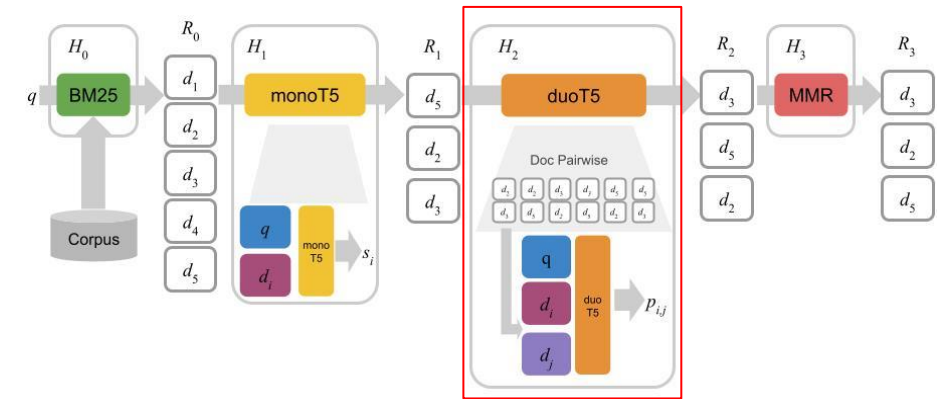 H₀
R₀
H₁
R₁
H₂
R₂
H₃
R₃
q
BM25
d₁
monoT5
d₅
duoT5
d₃
MMR
d₃
d₂
d₂
d₅
d₂
d₃
d₃
d₂
d₅
d₄
d₅
Corpus
q
mono
T5
dᵢ
sᵢ
Doc Pairwise
q
dᵢ
dⱼ
duo
T5
pᵢ,ⱼ